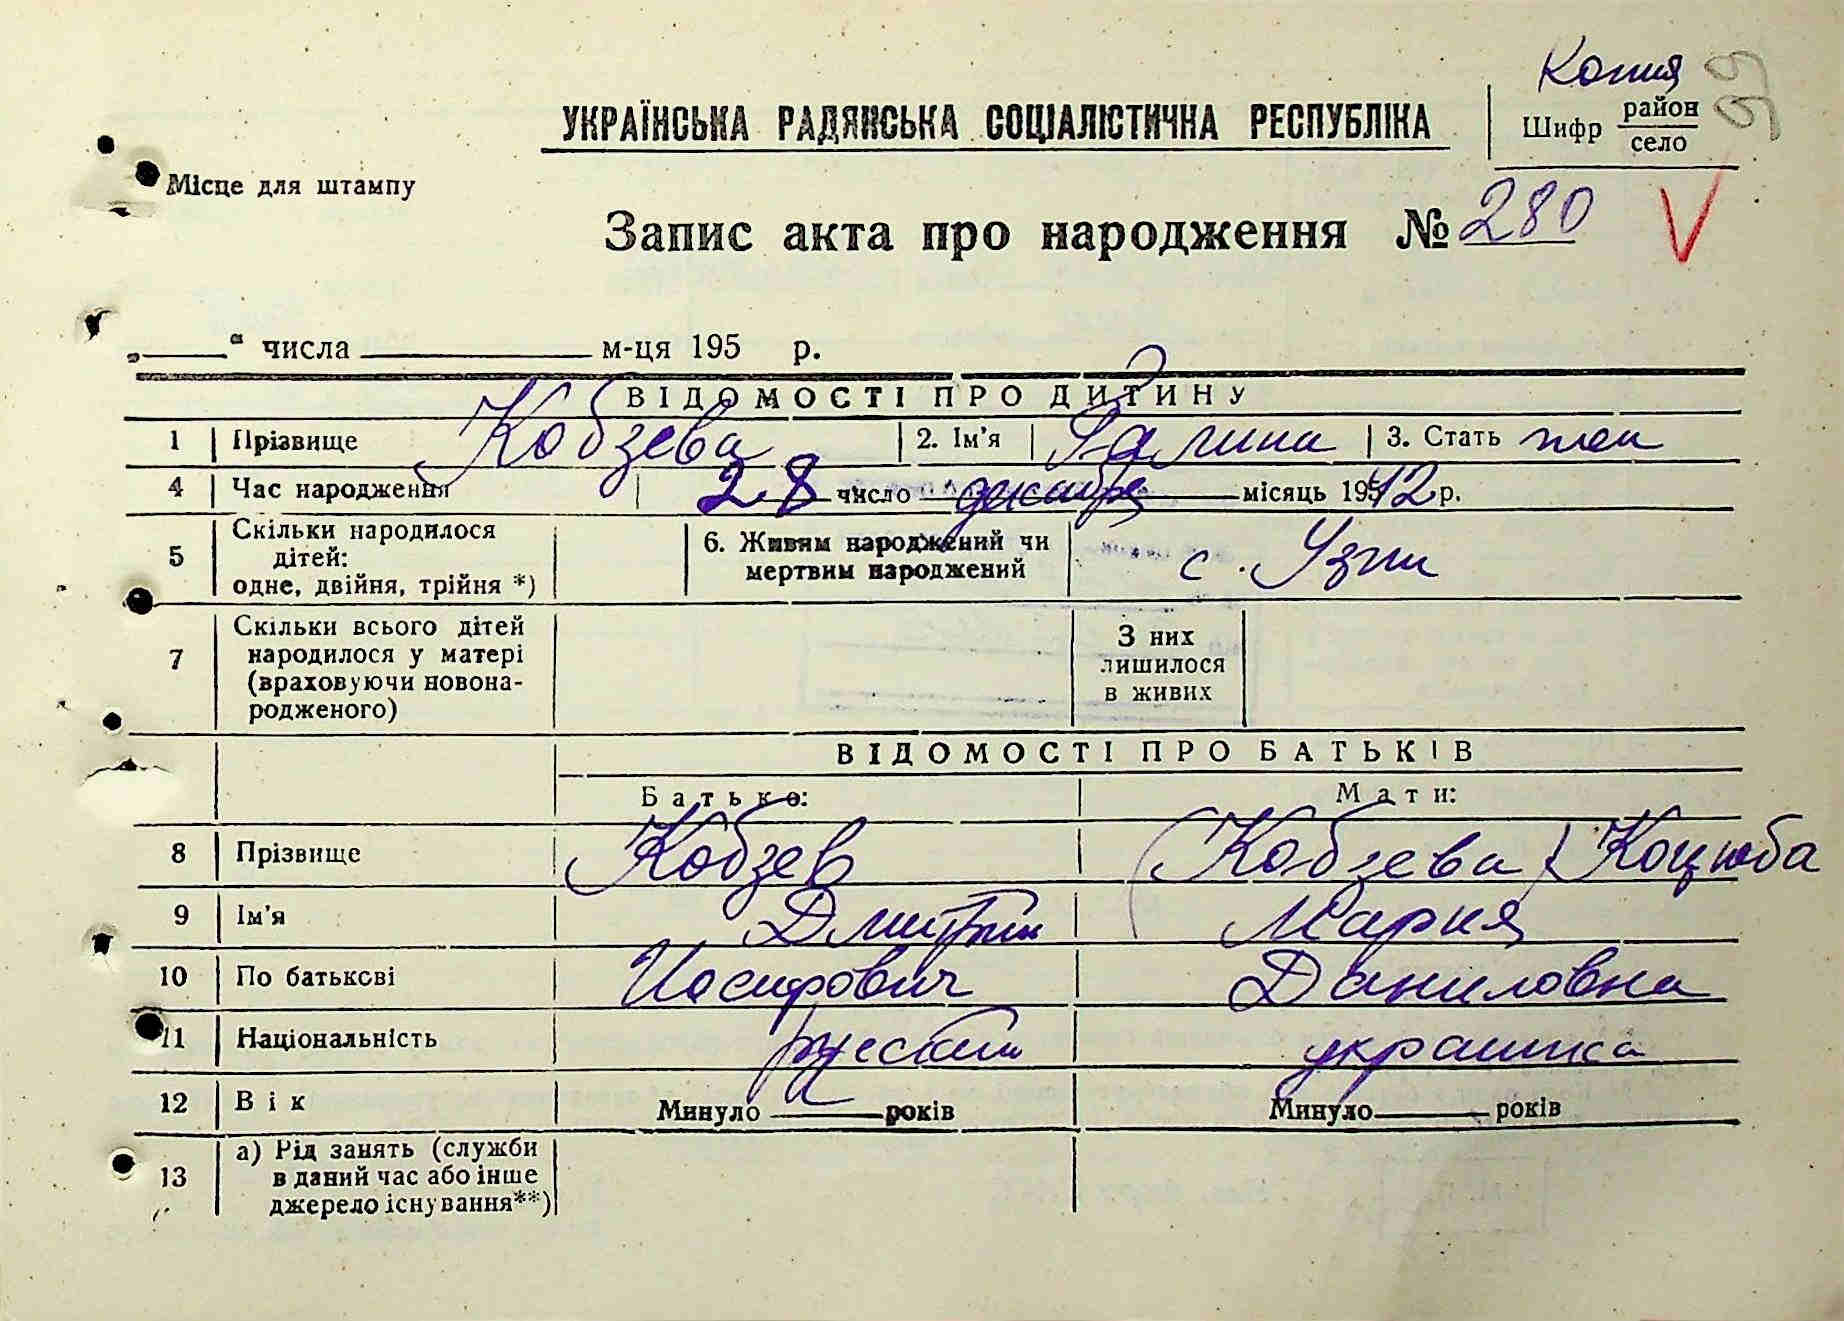 Копия
99
УКРАЇНСЬКА РАДЯНСЬКА СОЦІАЛІСТИЧНА РЕСПУБЛІКА
Шифр район село
Місце для штампу
Запис акта про народження № 280
„ “ числа м-ця 195 р.
ВІДОМОСТІ ПРО ДИТИНУ
1 Прізвище Кобзева 2. Ім'я Галина 3. Стать жен
4 Час народження 28 число декабря місяць 1942 р.
5 Скільки народилося дітей: одне, двійня, трійня *) 6. Живим народжений чи мертвим народжений с. Узин
7 Скільки всього дітей народилося у матері (враховуючи новонародженого) З них лишилося в живих
ВІДОМОСТІ ПРО БАТЬКІВ
Батько: Мати:
8 Прізвище Кобзев (Кобзева) Коцюба
9 Ім'я Дмитрий Мария
10 По батькові Иосифович Даниловна
11 Національність русский украинка
12 Вік Минуло років Минуло років
13 а) Рід занять (служби в даний час або інше джерело існування**)